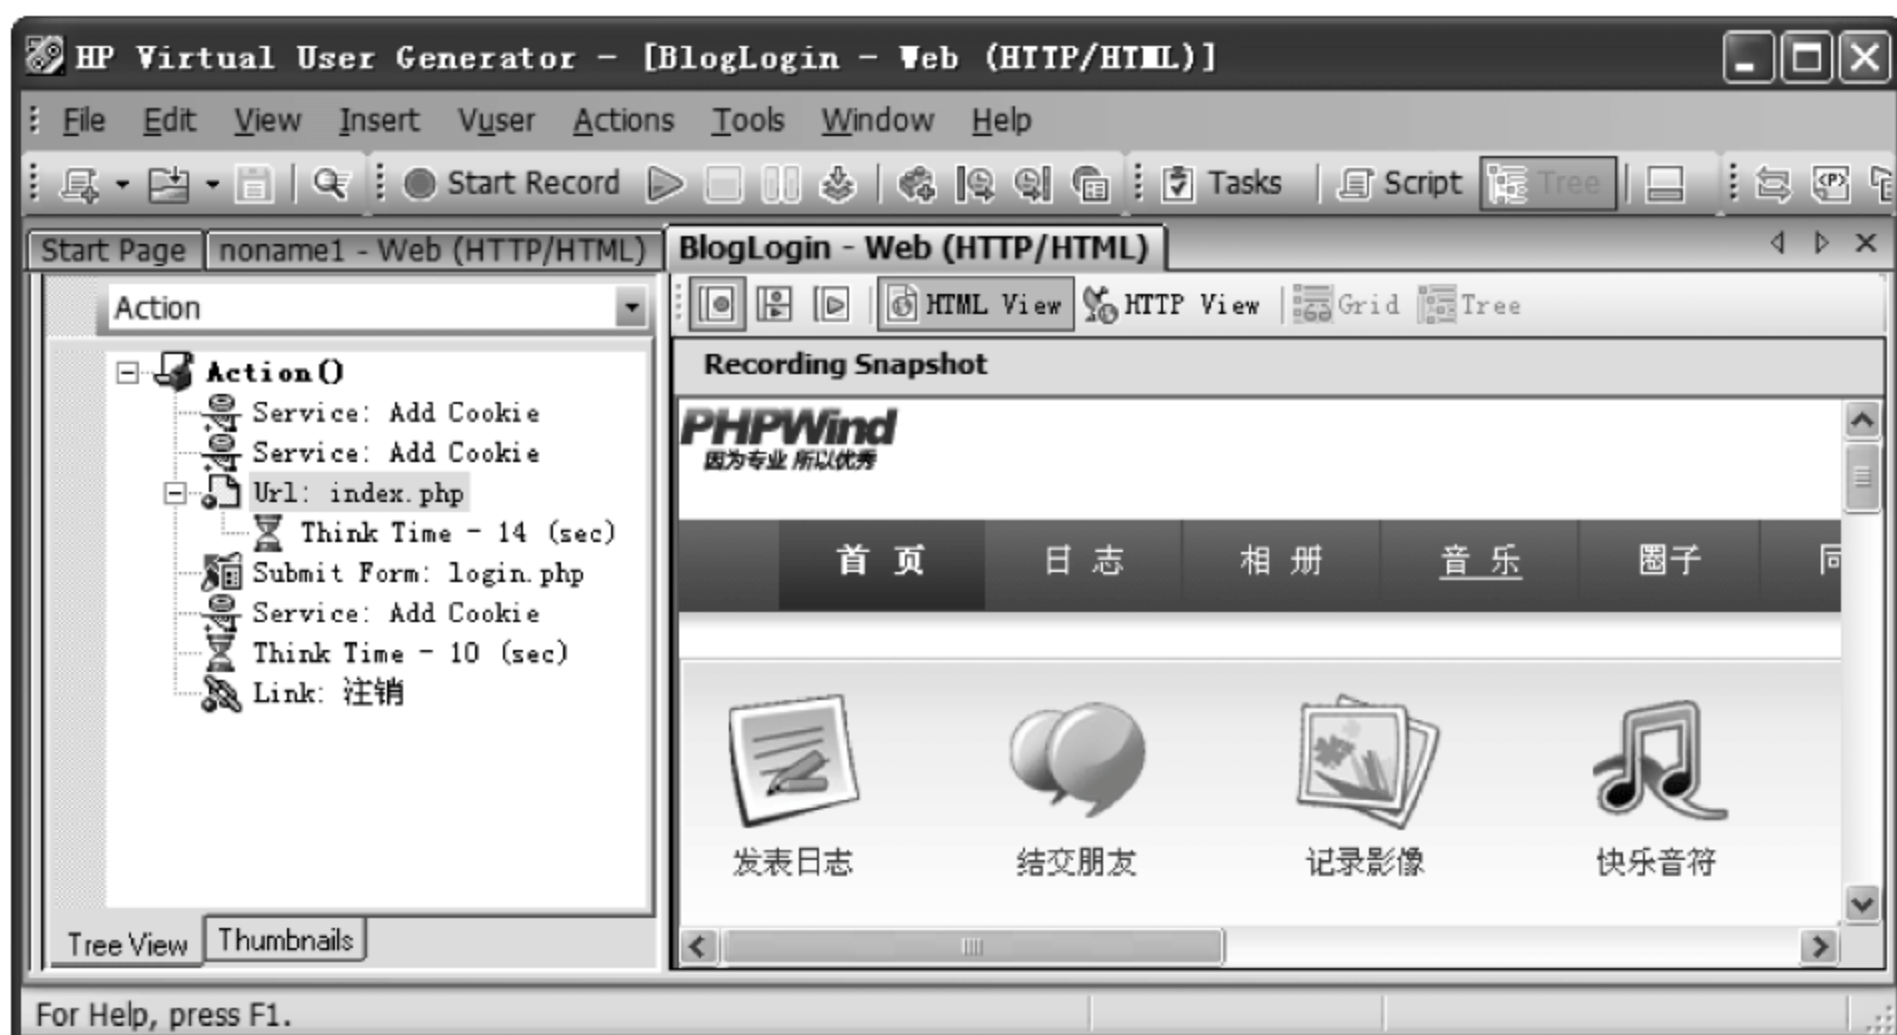 HP Virtual User Generator - [BlogLogin - Web (HTTP/HTML)]
File Edit View Insert Vuser Actions Tools Window Help
Start Record Tasks Script Tree
Start Page noname1 - Web (HTTP/HTML) BlogLogin - Web (HTTP/HTML)
Action
HTML View HTTP View Grid Tree
Recording Snapshot
Action()
Service: Add Cookie
Service: Add Cookie
Url: index.php
Think Time - 14 (sec)
Submit Form: login.php
Service: Add Cookie
Think Time - 10 (sec)
Link: 注销
Tree View Thumbnails
PHPWind
因为专业 所以优秀
首 页 日 志 相 册 音 乐 圈子
发表日志 结交朋友 记录影像 快乐音符
For Help, press F1.